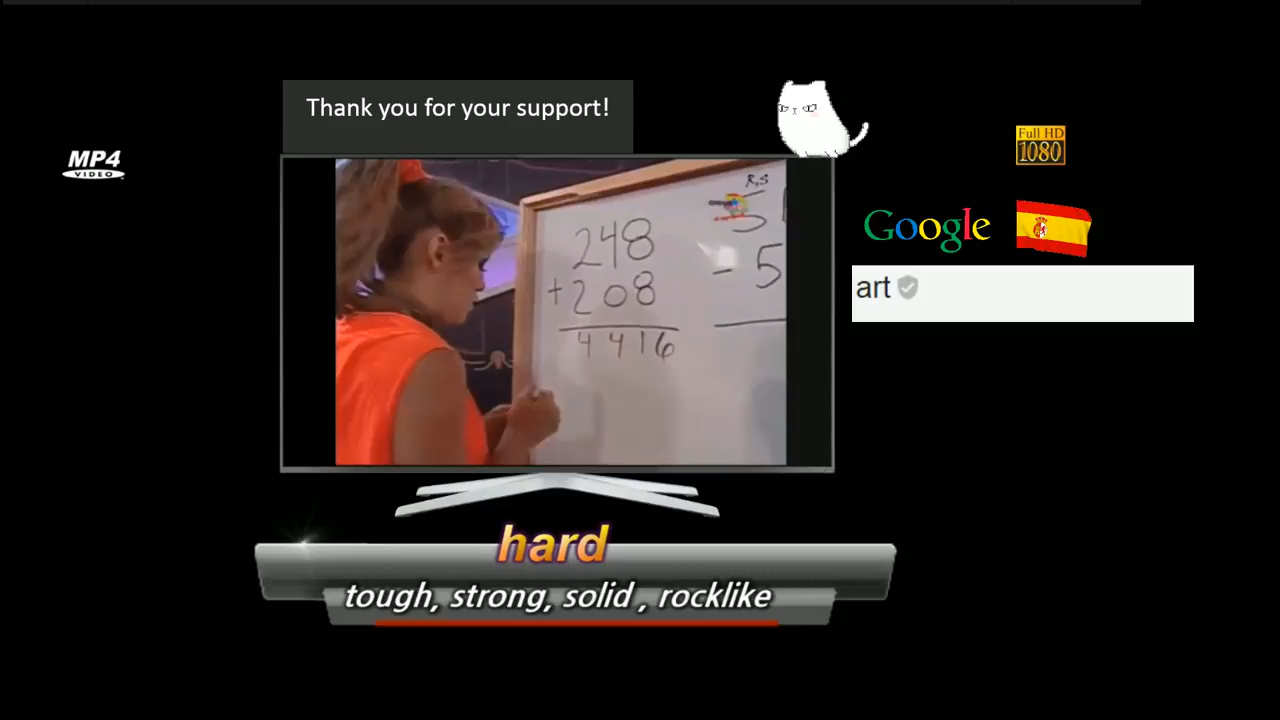 Thank you for your support!
MP4
VIDEO
Full HD
1080
R,S
248
+208
4416
5
- 5
Google
art
hard
tough, strong, solid , rocklike